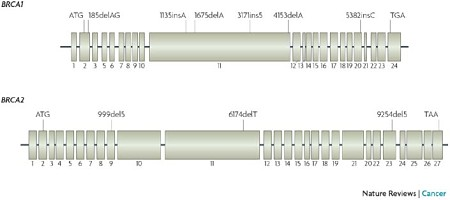 BRCA1
ATG 185delAG 1135insA 1675delA 3171ins5 4153delA 5382insC TGA
1 2 3 5 6 7 8 9 10 11 12 13 14 15 16 17 18 19 20 21 22 23 24
BRCA2
ATG 999del5 6174delT 9254del5 TAA
1 2 3 4 5 6 7 8 9 10 11 12 13 14 15 16 17 18 19 21 22 23 24 25 26 27
Nature Reviews | Cancer